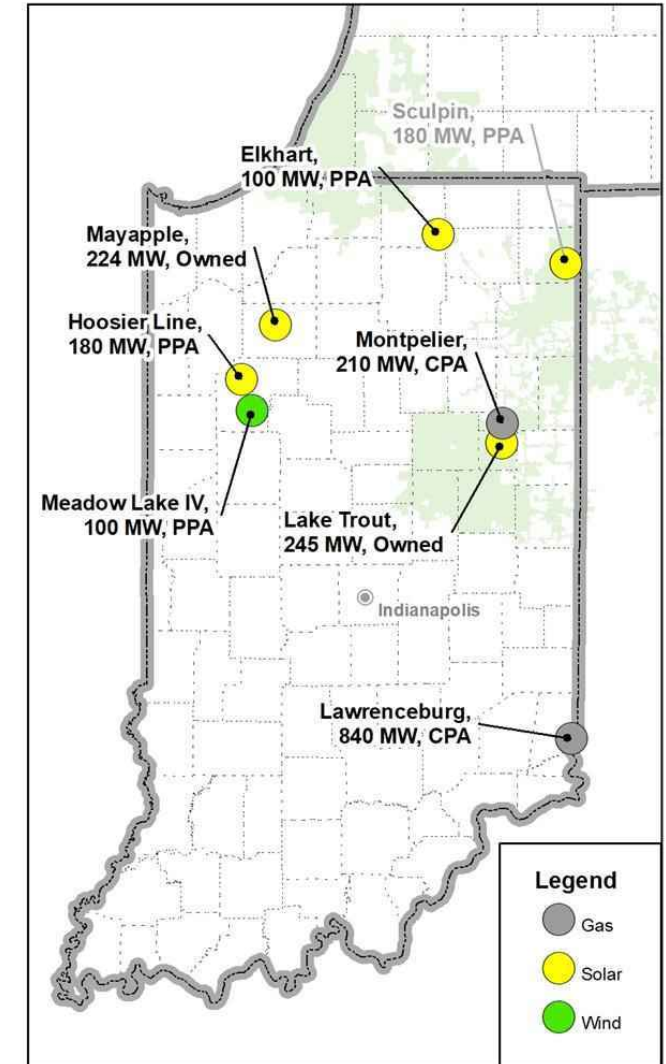 Sculpin,
180 MW, PPA
Elkhart,
100 MW, PPA
Mayapple,
224 MW, Owned
Hoosier Line,
180 MW, PPA
Montpelier,
210 MW, CPA
Meadow Lake IV,
100 MW, PPA
Lake Trout,
245 MW, Owned
Indianapolis
Lawrenceburg,
840 MW, CPA
Legend
Gas
Solar
Wind